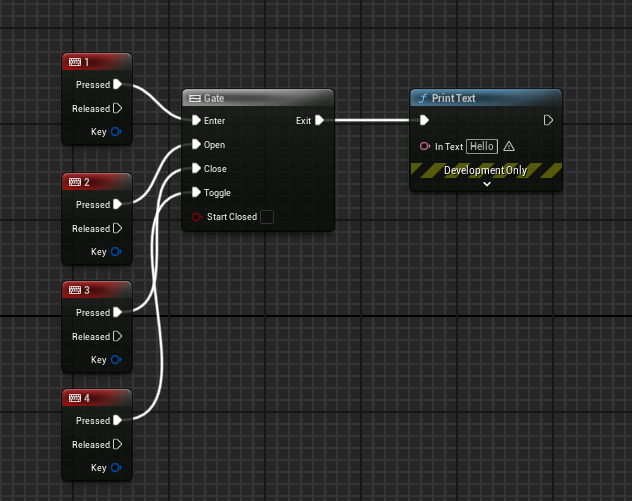 1
Pressed
Released
Key
2
Pressed
Released
Key
3
Pressed
Released
Key
4
Pressed
Released
Key
Gate
Enter Exit
Open
Close
Toggle
Start Closed
f Print Text
In Text Hello
Development Only